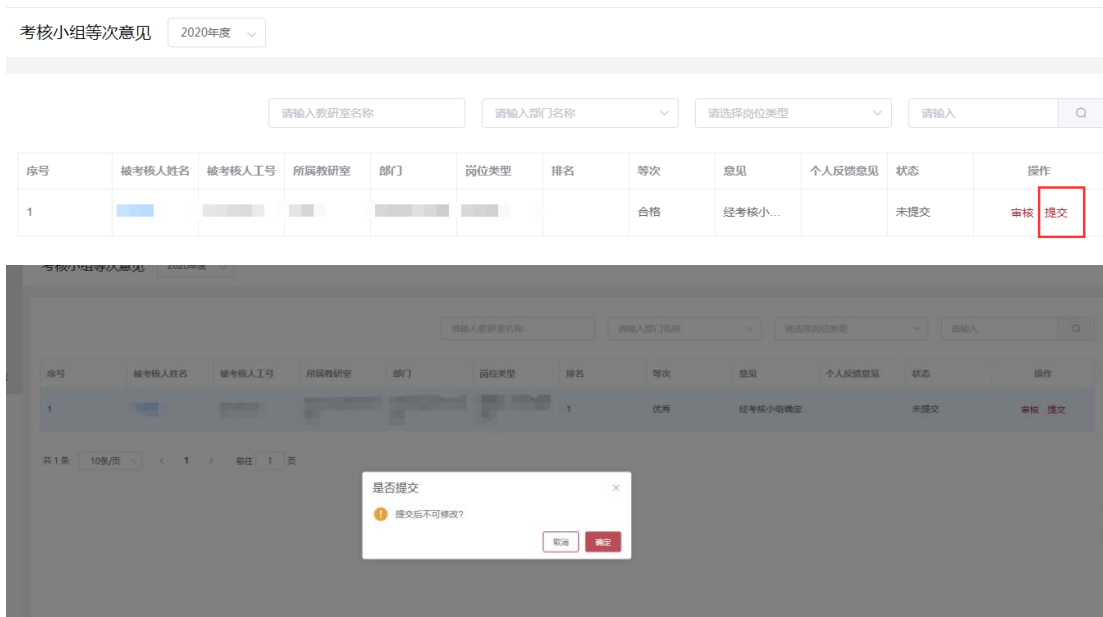 考核小组等次意见 2020年度
请输入教研室名称 请输入部门名称 请选择岗位类型 请输入
序号 被考核人姓名 被考核人工号 所属教研室 部门 岗位类型 排名 等次 意见 个人反馈意见 状态 操作
1 合格 经考核小... 未提交 审核 提交
考核小组等次意见 2020年度
请输入教研室名称 请输入部门名称 请选择岗位类型 请输入
序号 被考核人姓名 被考核人工号 所属教研室 部门 岗位类型 排名 等次 意见 个人反馈意见 状态 操作
1 1 优秀 经考核小组确定... 未提交 审核 提交
共1条 10条/页 1 前往 1 页
是否提交
提交后不可修改?
取消 确定